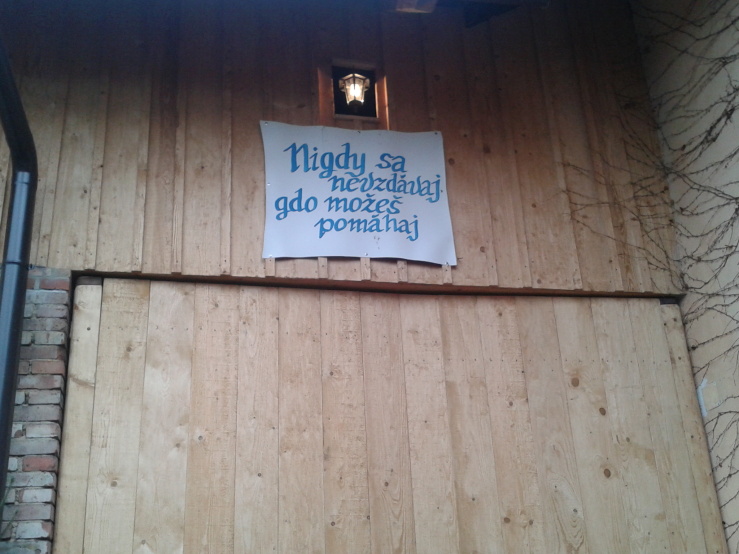 Nigdy sa
nevzdávaj
gdo možeš
pomáhaj